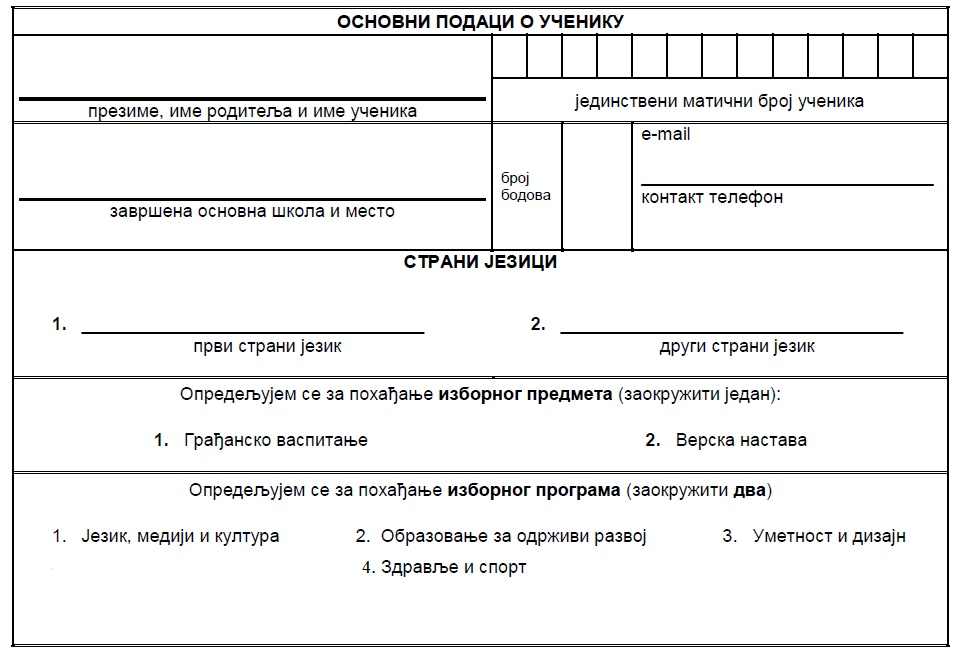 ОСНОВНИ ПОДАЦИ О УЧЕНИКУ
презиме, име родитеља и име ученика
јединствени матични број ученика
завршена основна школа и место
број
бодова
e-mail
контакт телефон
СТРАНИ ЈЕЗИЦИ
1. 2.
први страни језик други страни језик
Опредељујем се за похађање изборног предмета (заокружити један):
1. Грађанско васпитање 2. Верска настава
Опредељујем се за похађање изборног програма (заокружити два)
1. Језик, медији и култура 2. Образовање за одрживи развој 3. Уметност и дизајн
4. Здравље и спорт